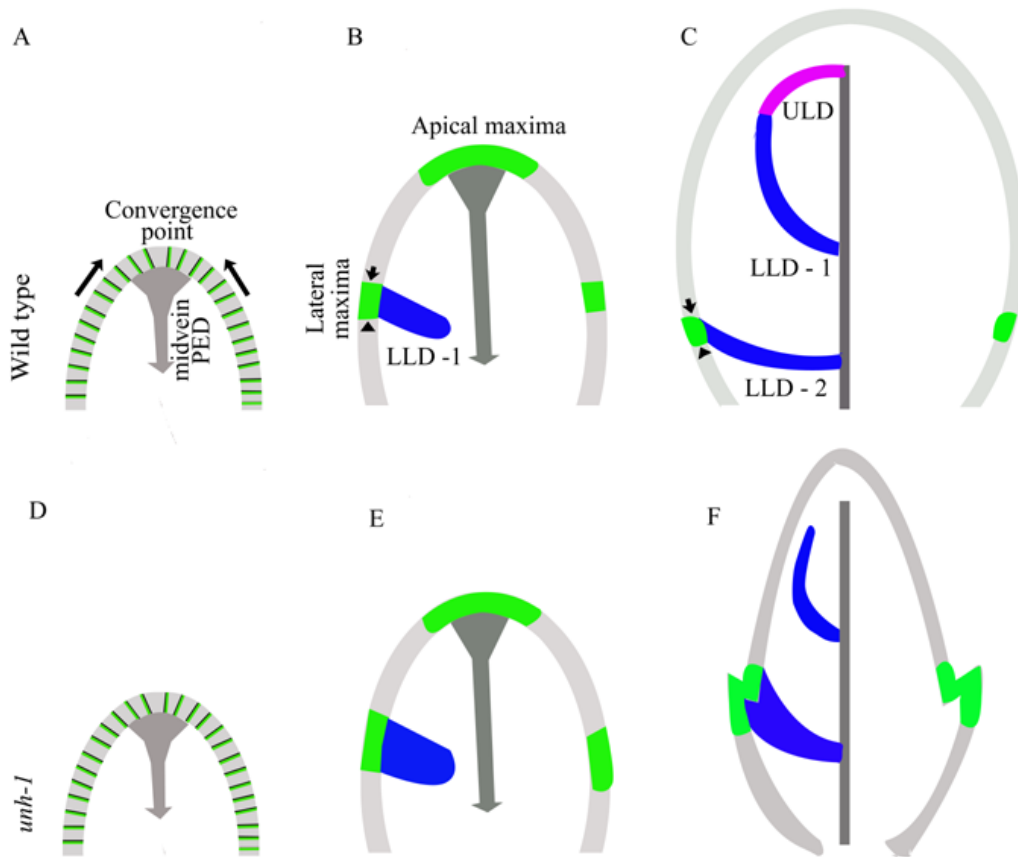 A
B
C
Apical maxima
ULD
Convergence
point
LLD - 1
Wild type
midvein
PED
Lateral
maxima
LLD -1
LLD - 2
D
E
F
unh-1